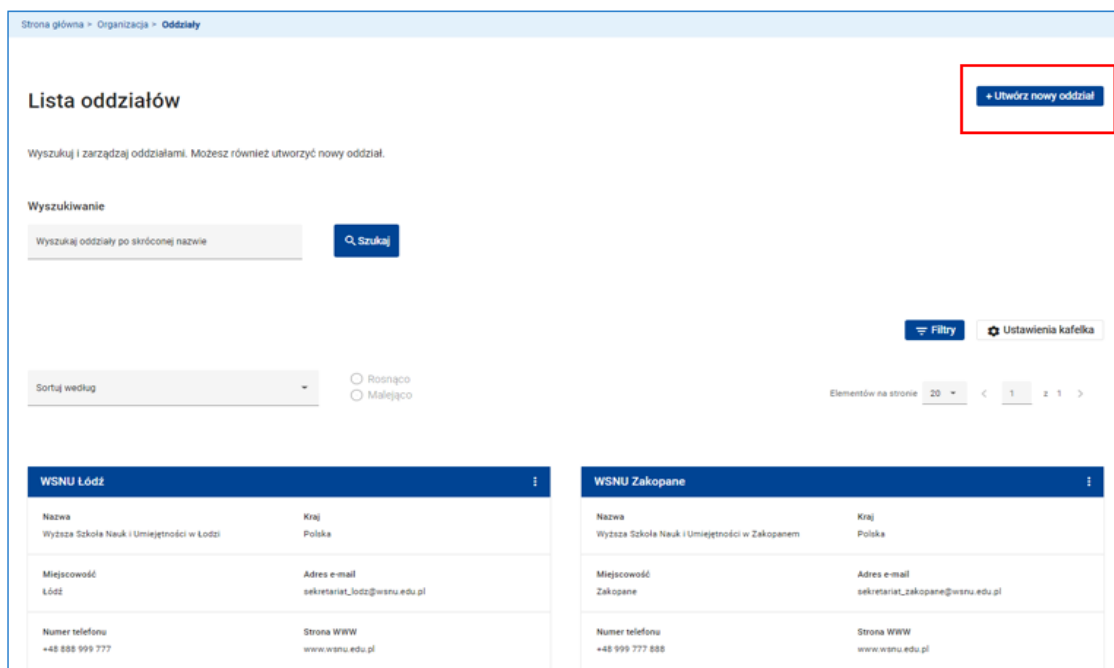 Strona główna > Organizacja > Oddziały
Lista oddziałów
+ Utwórz nowy oddział
Wyszukuj i zarządzaj oddziałami. Możesz również utworzyć nowy oddział.
Wyszukiwanie
Wyszukaj oddziały po skróconej nazwie
Szukaj
Filtry
Ustawienia kafelka
Sortuj według
Rosnąco
Malejąco
Elementów na stronie 20 < 1 z 1 >
WSNU Łódź
Nazwa Kraj
Wyższa Szkoła Nauk i Umiejętności w Łodzi Polska
Miejscowość Adres e-mail
Łódź sekretariat_lodz@wsnu.edu.pl
Numer telefonu Strona WWW
+48 888 999 777 www.wsnu.edu.pl
WSNU Zakopane
Nazwa Kraj
Wyższa Szkoła Nauk i Umiejętności w Zakopanem Polska
Miejscowość Adres e-mail
Zakopane sekretariat_zakopane@wsnu.edu.pl
Numer telefonu Strona WWW
+48 999 777 888 www.wsnu.edu.pl